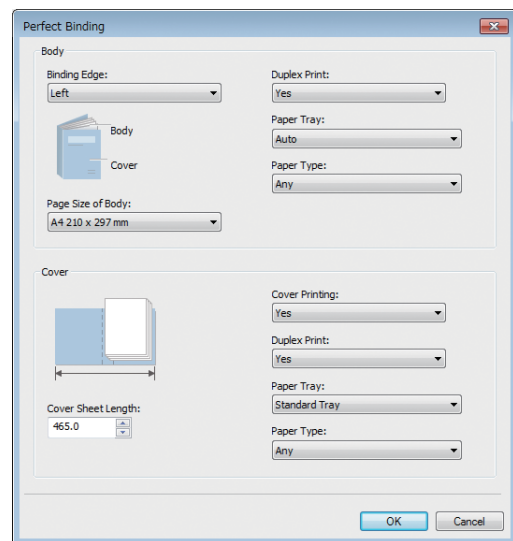 Perfect Binding
Body
Binding Edge:
Left
Body
Cover
Page Size of Body:
A4 210 x 297 mm
Duplex Print:
Yes
Paper Tray:
Auto
Paper Type:
Any
Cover
Cover Sheet Length:
465.0
Cover Printing:
Yes
Duplex Print:
Yes
Paper Tray:
Standard Tray
Paper Type:
Any
OK
Cancel